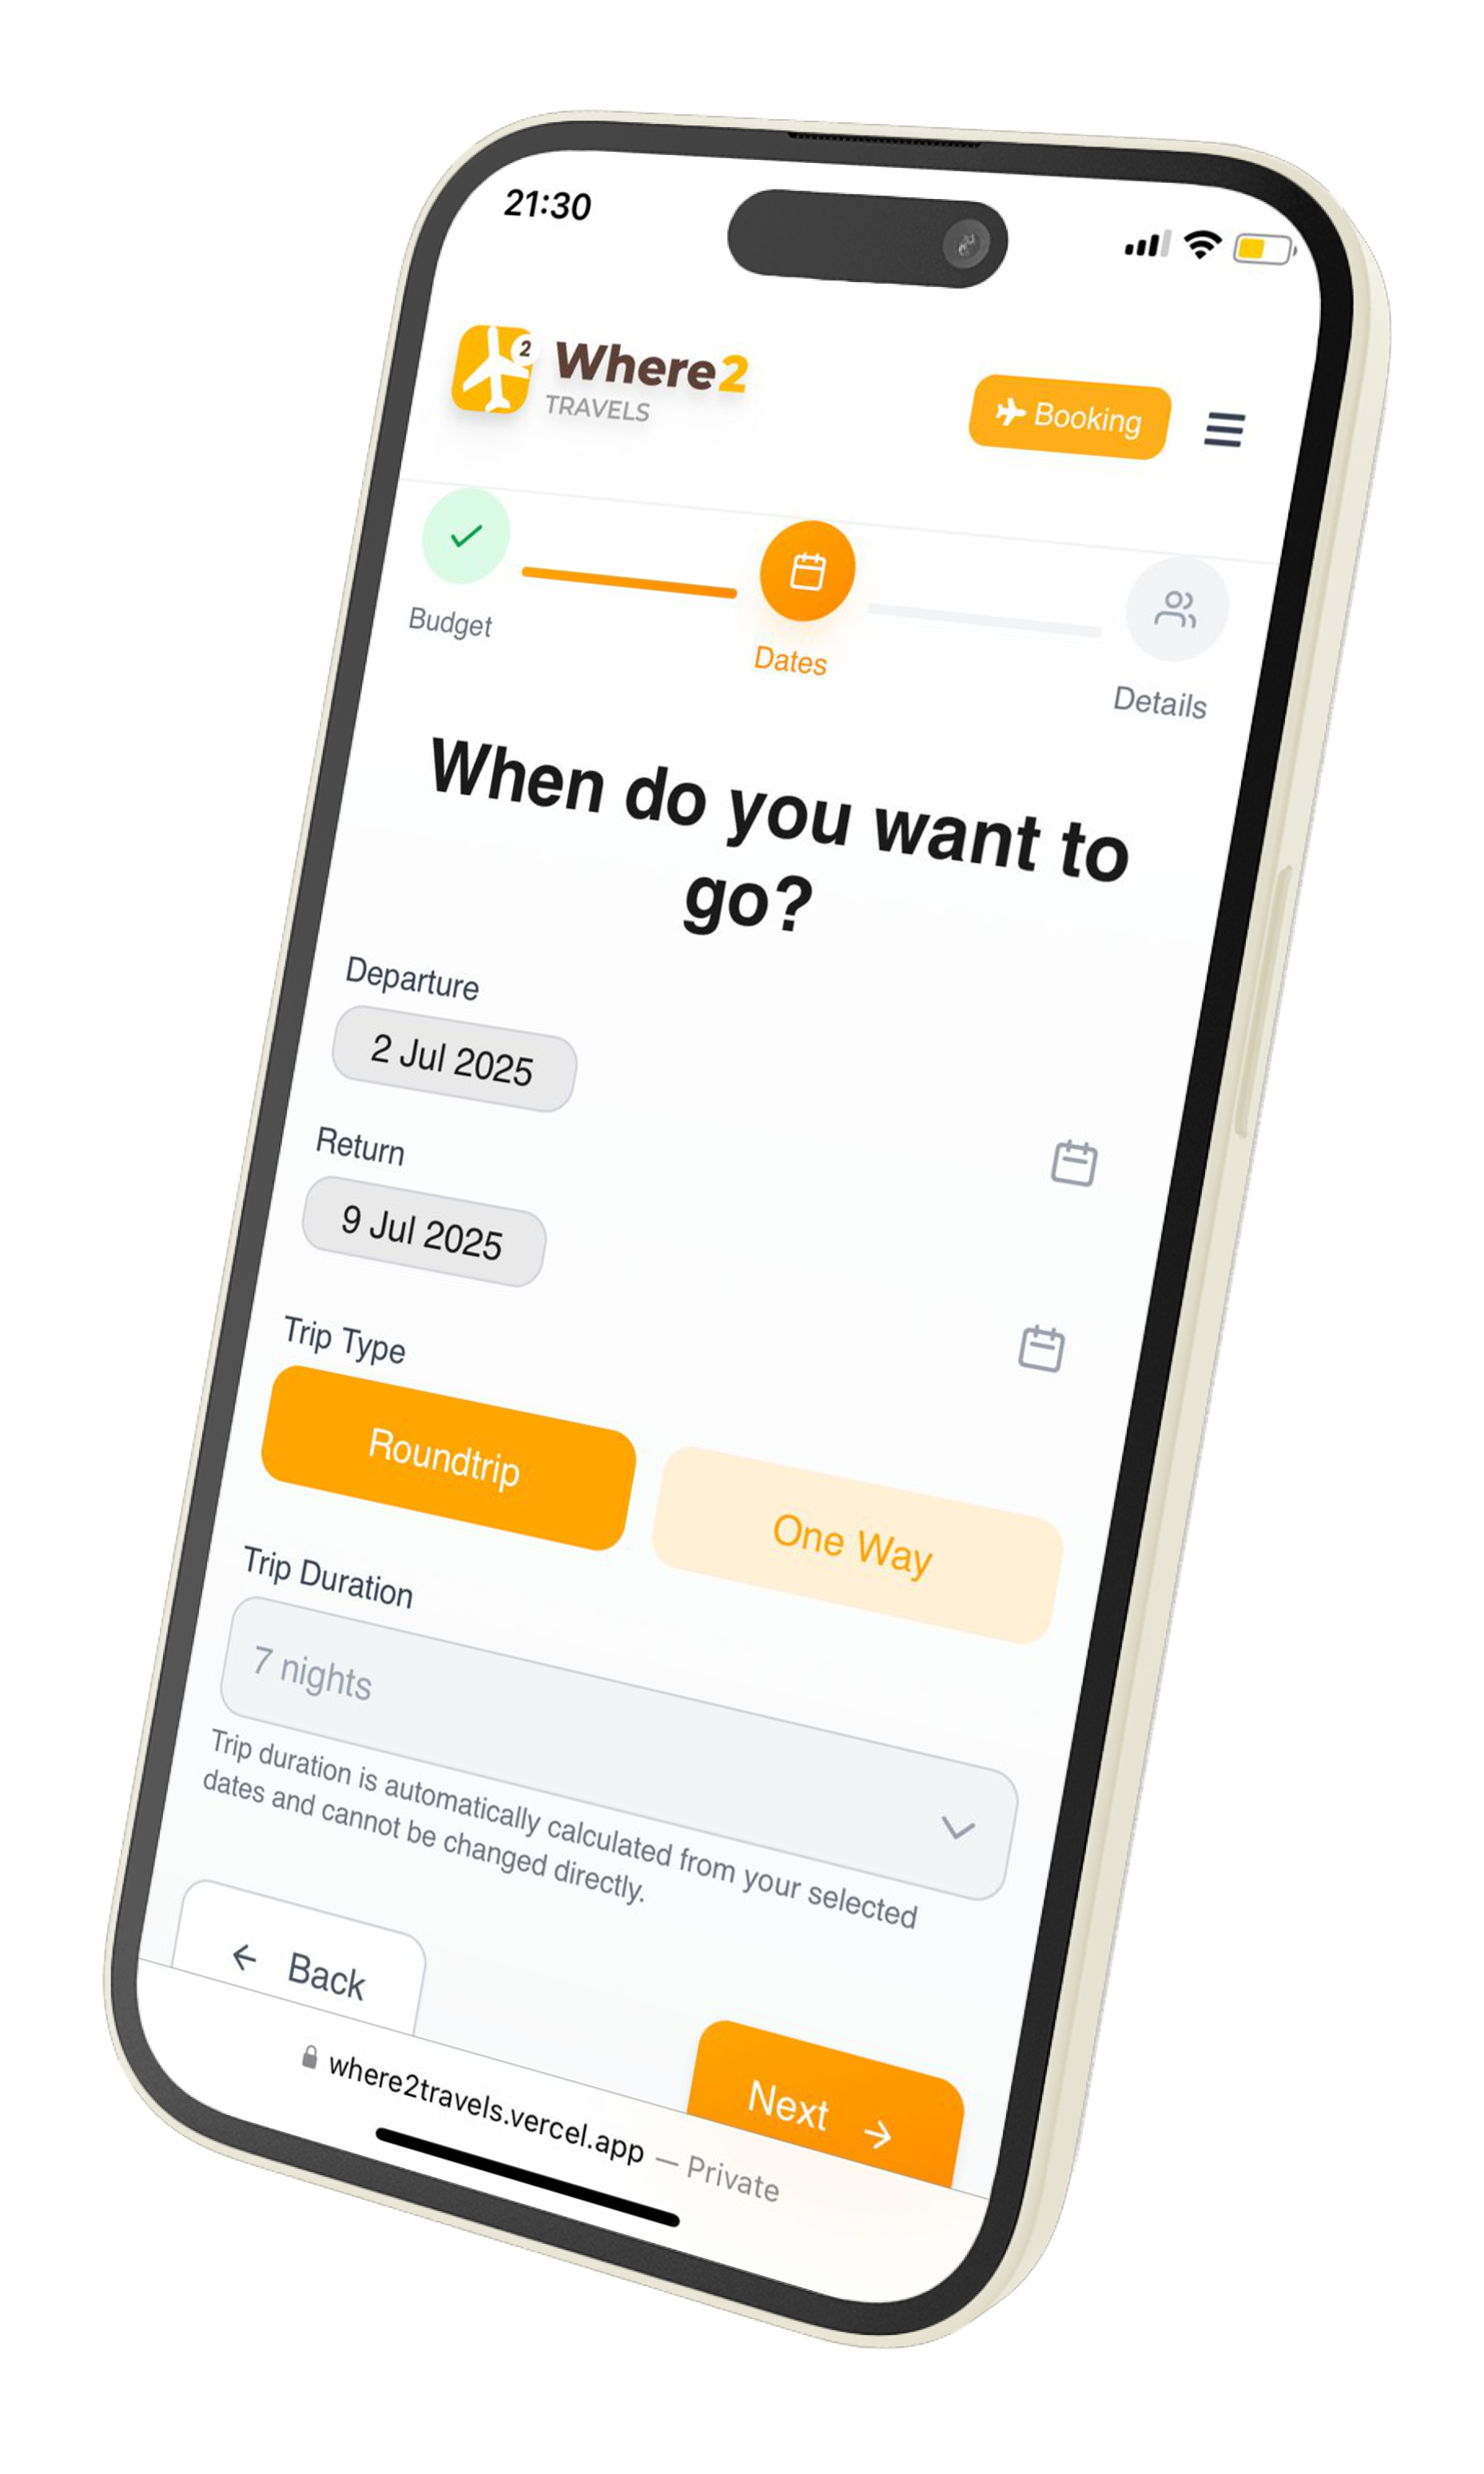 21:30
2
Where2
TRAVELS
Booking
Budget
Dates
Details
When do you want to
go?
Departure
2 Jul 2025
Return
9 Jul 2025
Trip Type
Roundtrip
One Way
Trip Duration
7 nights
Trip duration is automatically calculated from your selected
dates and cannot be changed directly.
← Back
Next →
where2travels.vercel.app — Private